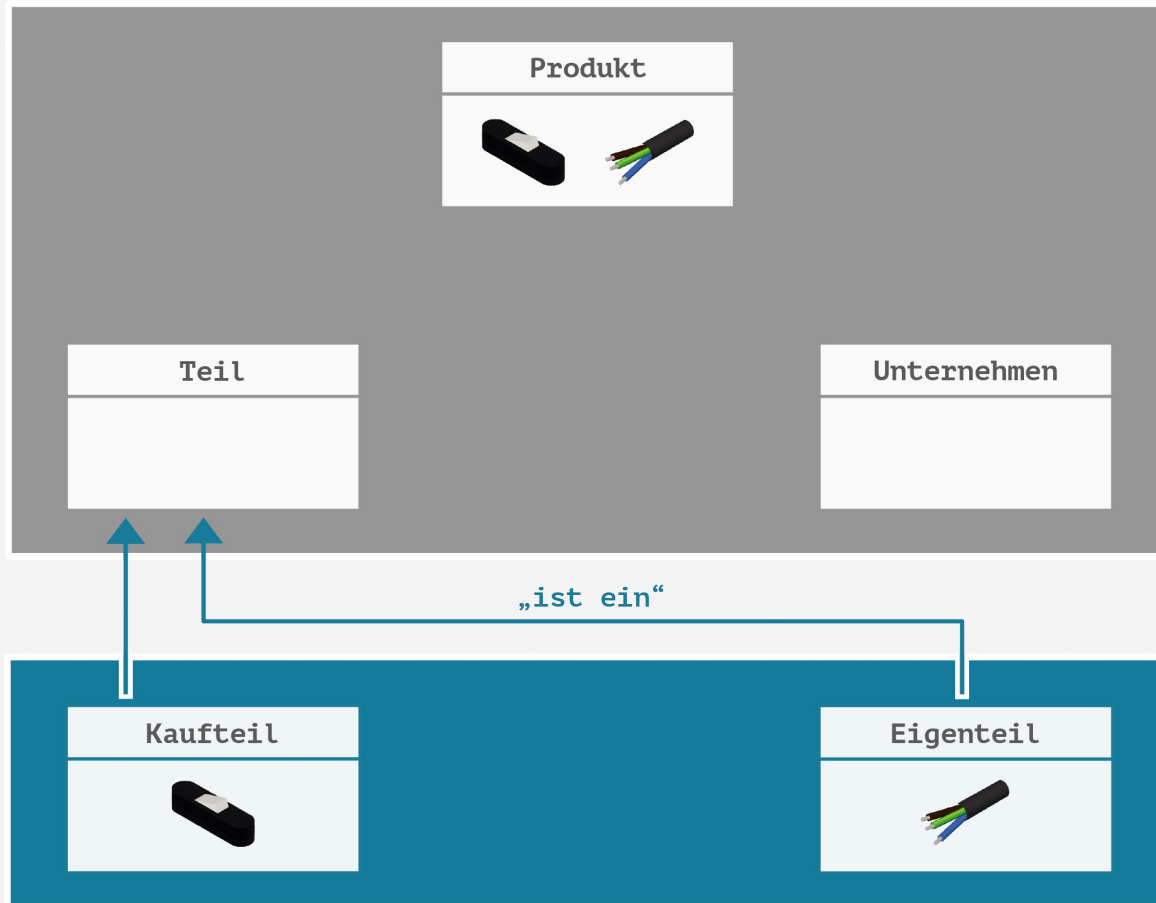 Produkt
Teil
Unternehmen
„ist ein“
Kaufteil
Eigenteil